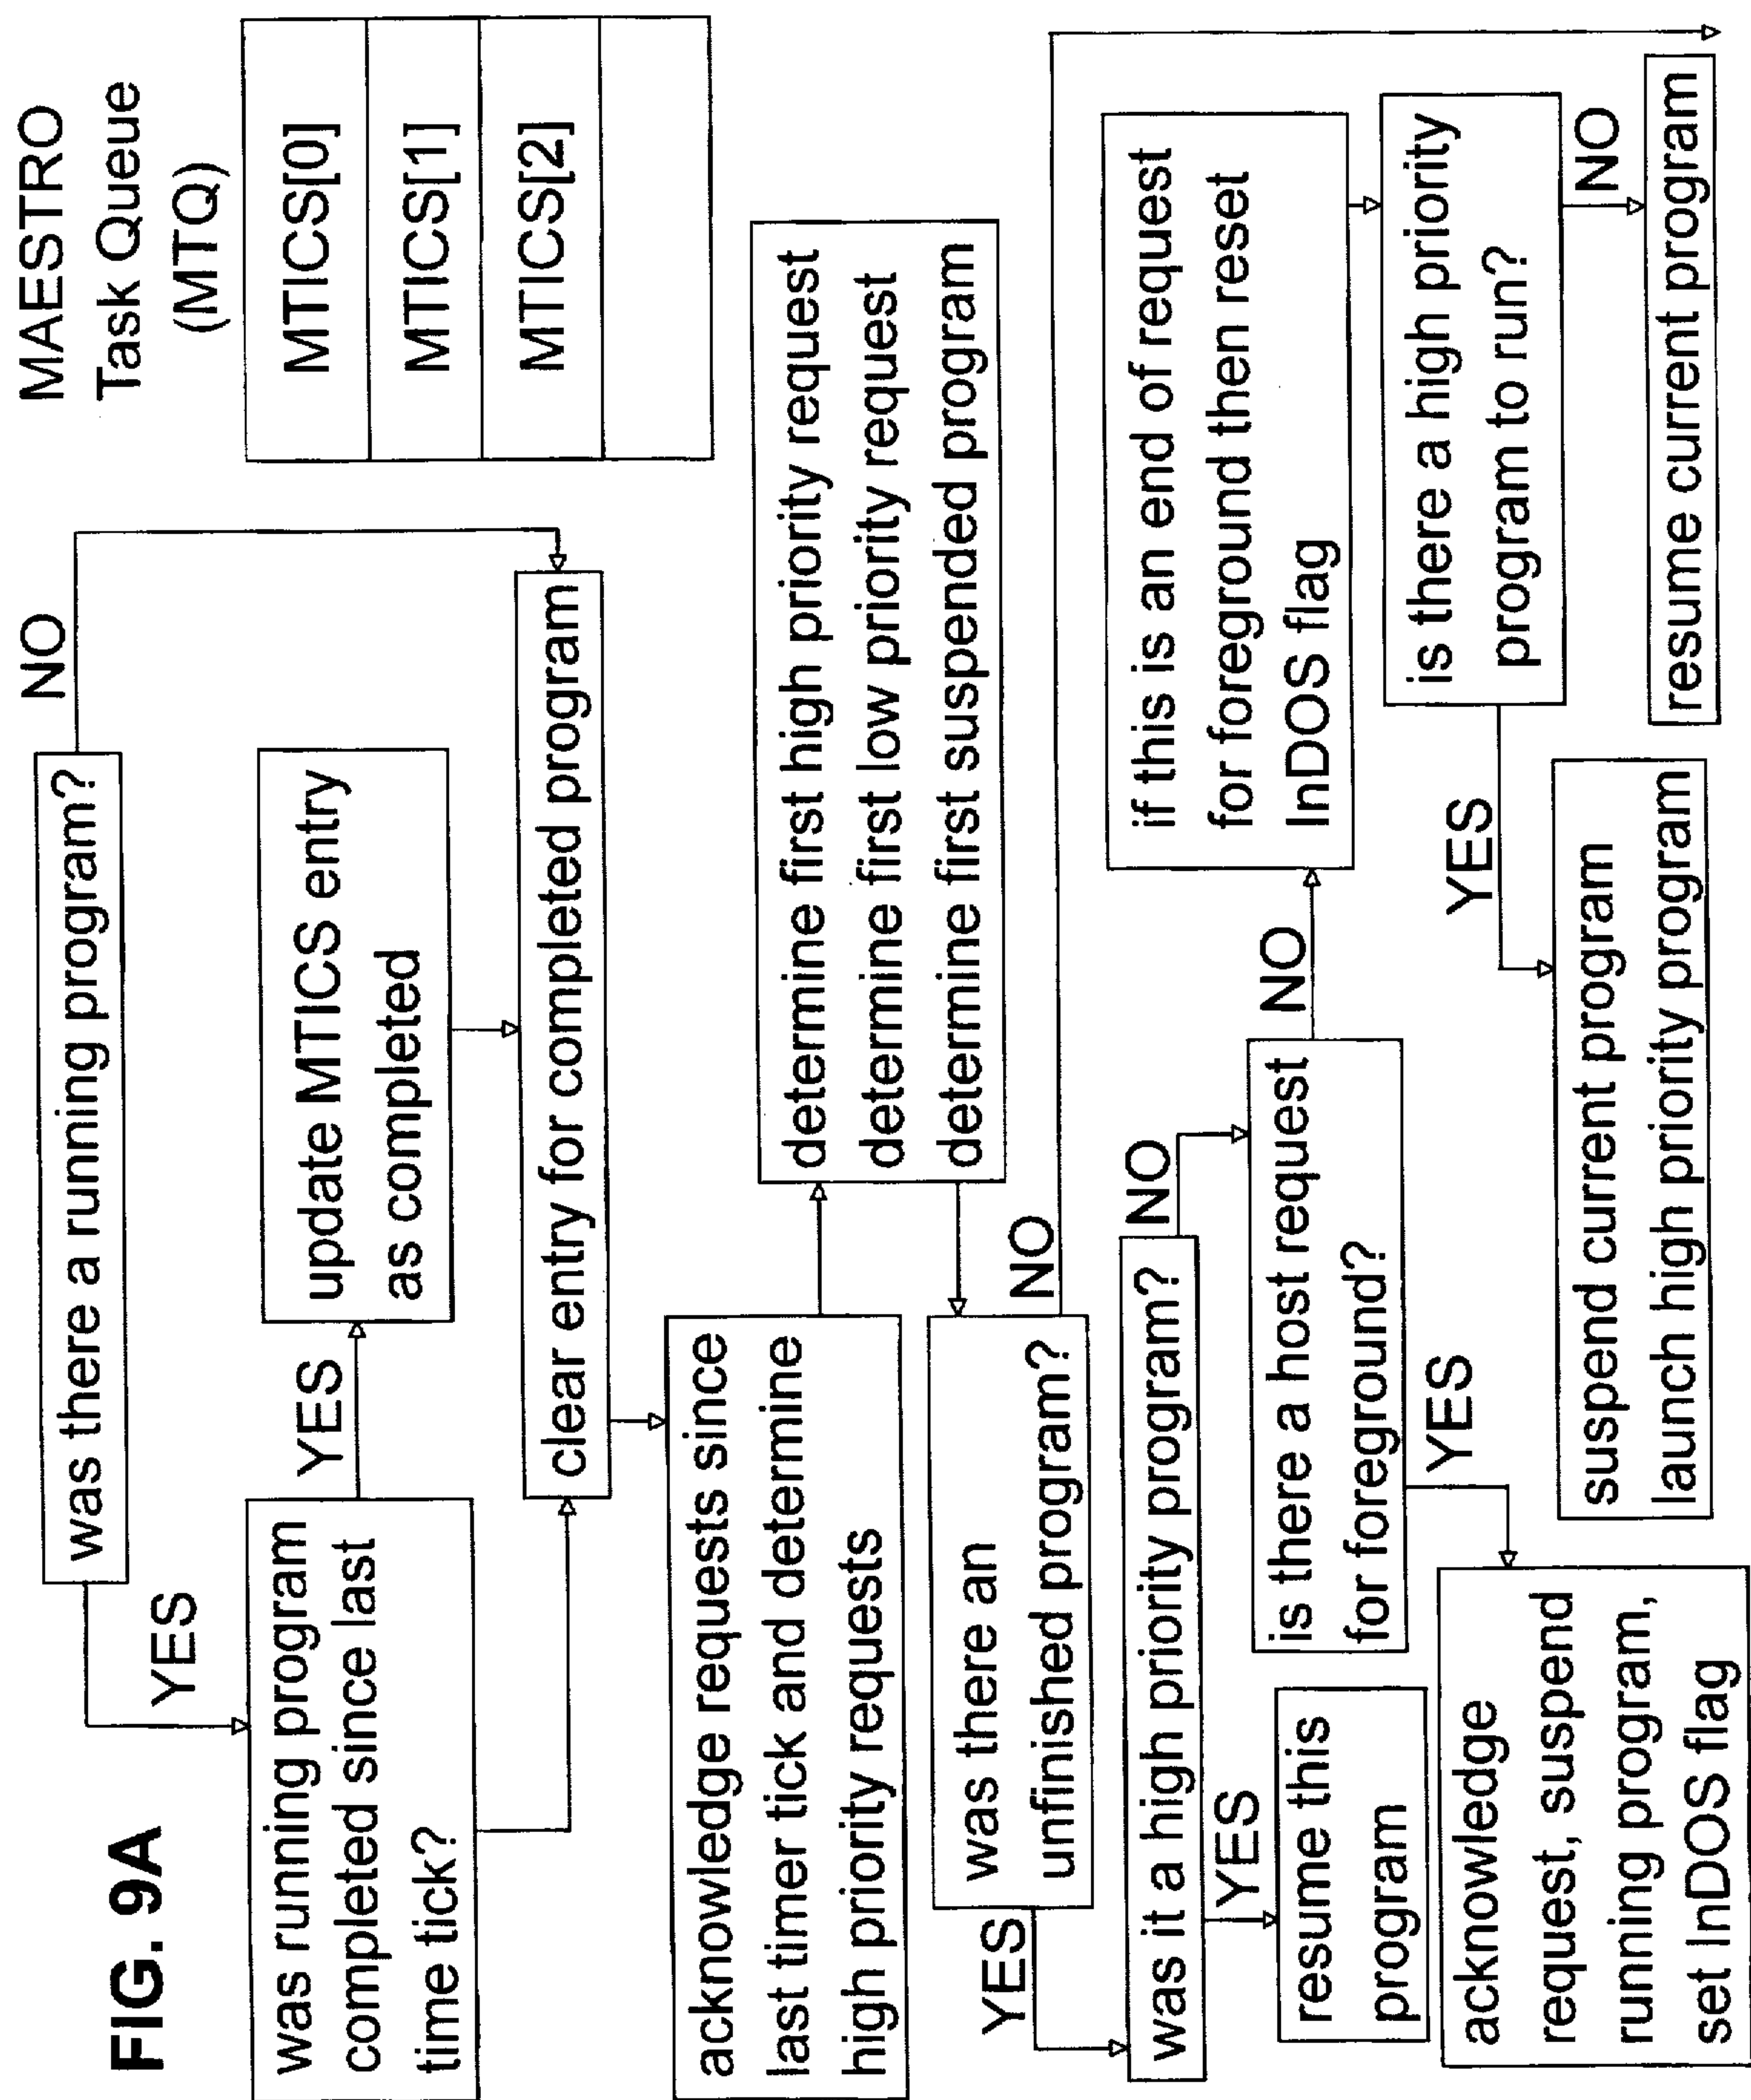 FIG. 9A
MAESTRO
Task Queue
(MTQ)
MTICS[0]
MTICS[1]
MTICS[2]
was there a running program?
NO
YES
was running program
completed since last
time tick?
YES
update MTICS entry
as completed
clear entry for completed program
acknowledge requests since
last timer tick and determine
high priority requests
determine first high priority request
determine first low priority request
determine first suspended program
was there an
unfinished program?
NO
YES
was it a high priority program?
NO
YES
resume this
program
is there a host request
for foreground?
NO
YES
acknowledge
request, suspend
running program,
set InDOS flag
if this is an end of request
for foreground then reset
InDOS flag
is there a high priority
program to run?
YES
NO
suspend current program
launch high priority program
resume current program